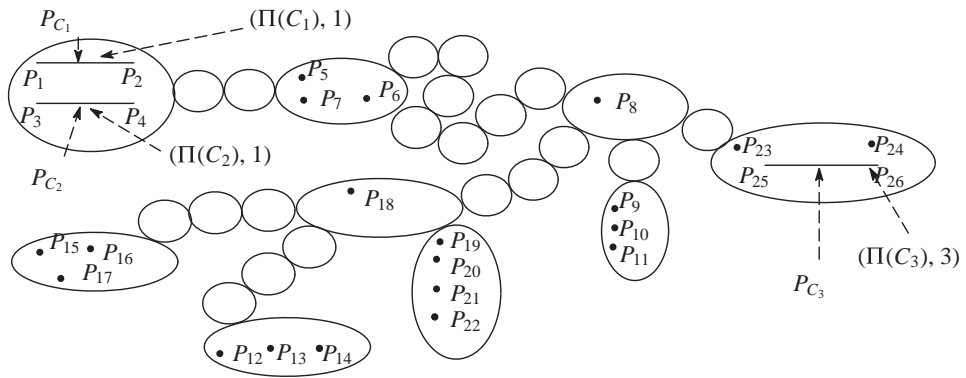 P_{C_1} (Π(C_1), 1)
P_1 P_2
P_3 P_4
P_{C_2} (Π(C_2), 1)
P_5
P_7 P_6
P_8
P_{23} P_{24}
P_{25} P_{26}
P_{C_3} (Π(C_3), 3)
P_9
P_{10}
P_{11}
P_{18}
P_{19}
P_{20}
P_{21}
P_{22}
P_{15} P_{16}
P_{17}
P_{12} P_{13} P_{14}